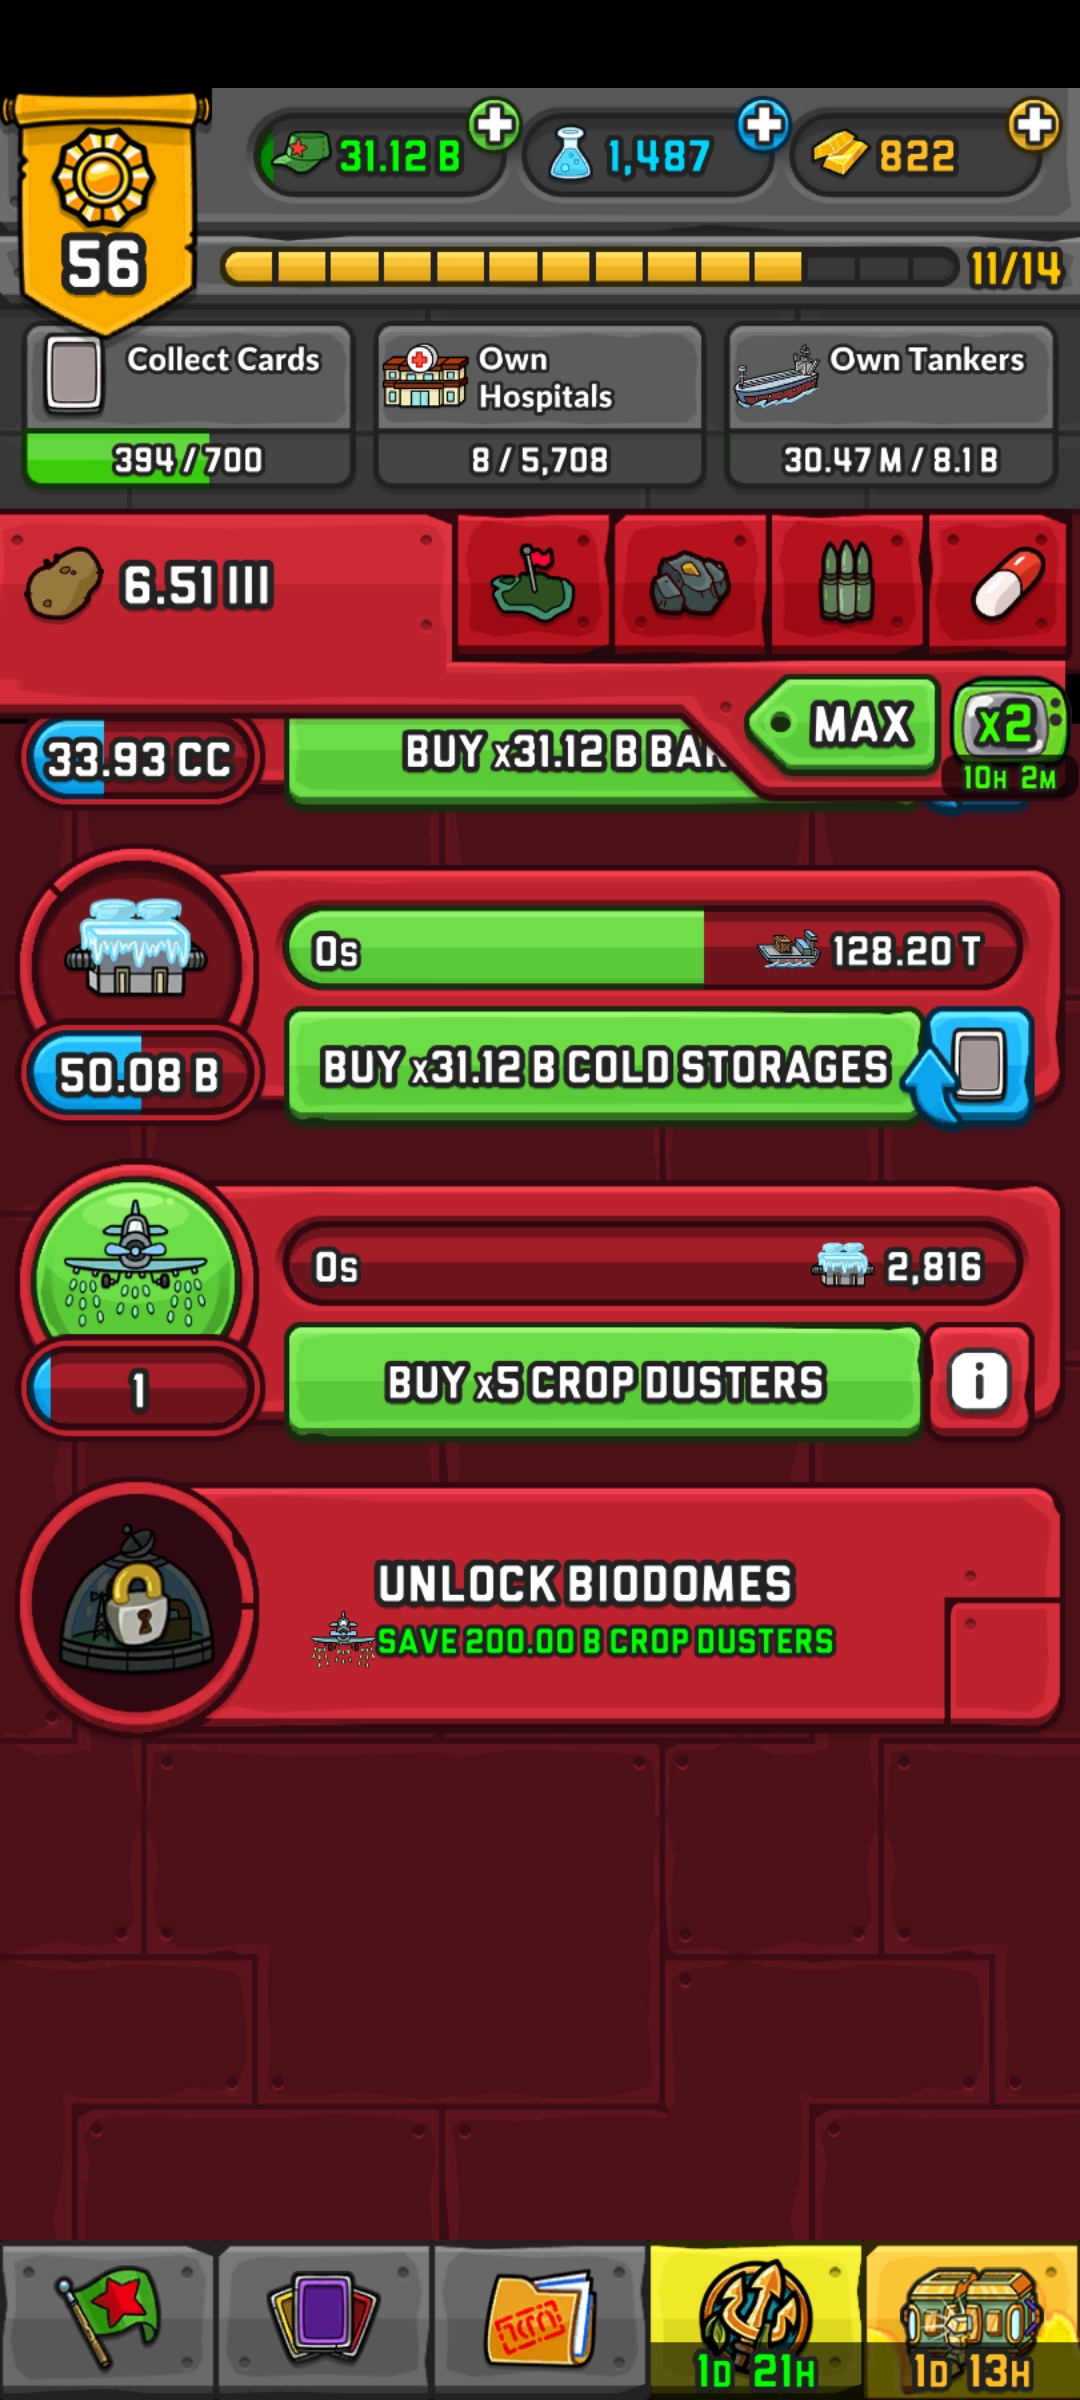 31.12 B
1,487
822
56
11/14
Collect Cards
394/700
Own
Hospitals
8/5,708
Own Tankers
30.47 M/8.1 B
6.51 III
MAX
X2
10H 2M
33.93 CC
BUY x31.12 B BA
0s
128.20 T
50.08 B
BUY x31.12 B COLD STORAGES
0s
2,816
1
BUY x5 CROP DUSTERS
i
UNLOCK BIODOMES
SAVE 200.00 B CROP DUSTERS
1D 21H
1D 13H